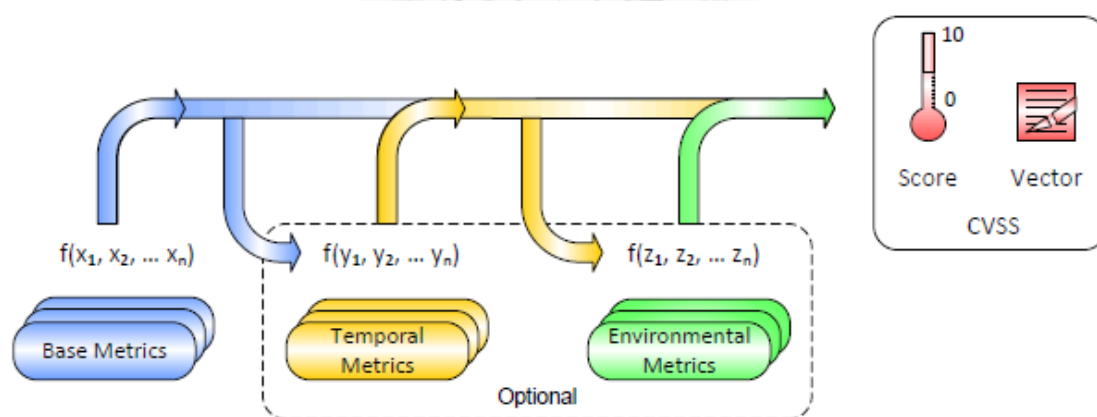 10
0
Score Vector
CVSS
f(x₁, x₂, ... xₙ) f(y₁, y₂, ... yₙ) f(z₁, z₂, ... zₙ)
Base Metrics
Temporal
Metrics
Environmental
Metrics
Optional